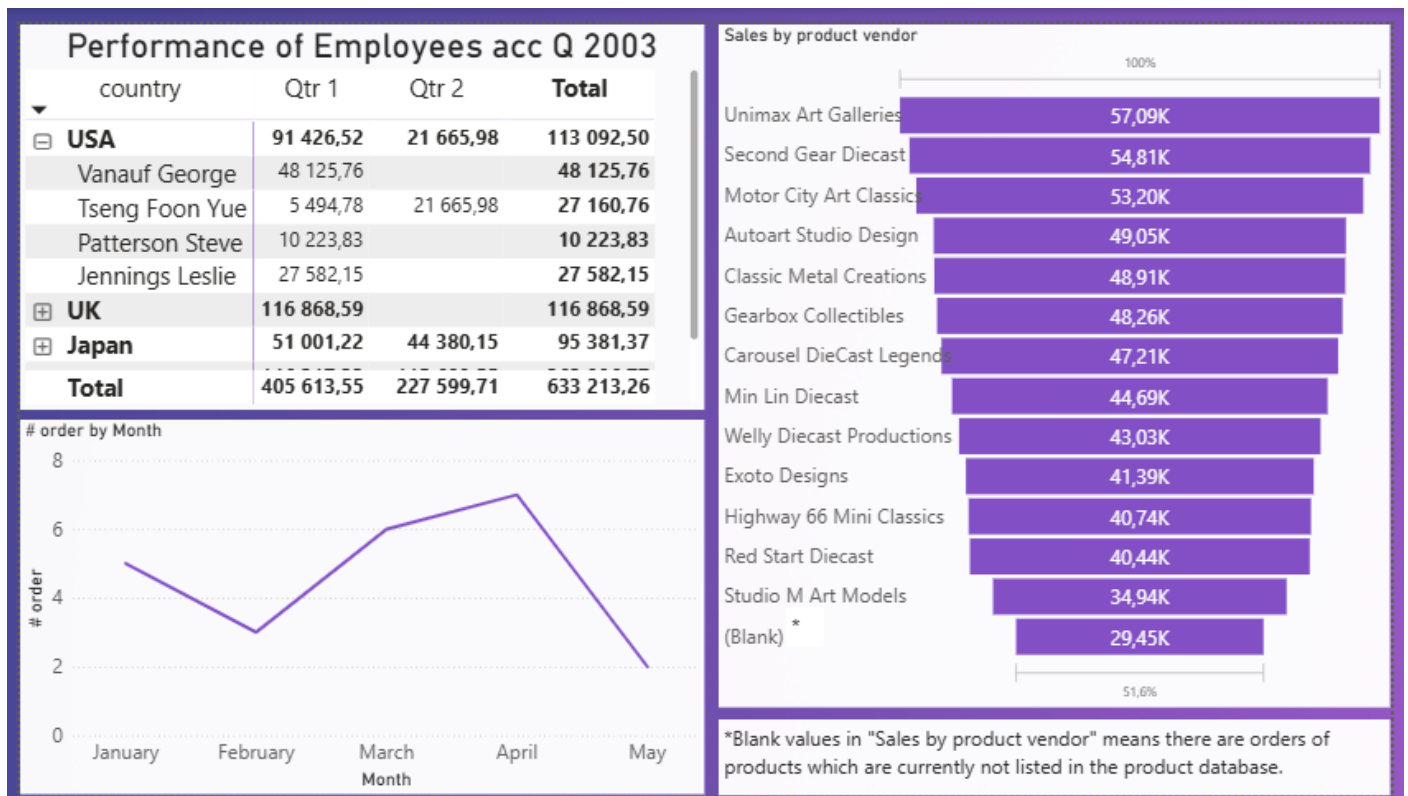 Performance of Employees acc Q 2003
country Qtr 1 Qtr 2 Total
USA 91 426,52 21 665,98 113 092,50
Vanauf George 48 125,76 48 125,76
Tseng Foon Yue 5 494,78 21 665,98 27 160,76
Patterson Steve 10 223,83 10 223,83
Jennings Leslie 27 582,15 27 582,15
UK 116 868,59 116 868,59
Japan 51 001,22 44 380,15 95 381,37
Total 405 613,55 227 599,71 633 213,26
# order by Month
# order
8
6
4
2
0
January February March April May
Month
Sales by product vendor
100%
Unimax Art Galleries 57,09K
Second Gear Diecast 54,81K
Motor City Art Classics 53,20K
Autoart Studio Design 49,05K
Classic Metal Creations 48,91K
Gearbox Collectibles 48,26K
Carousel DieCast Legends 47,21K
Min Lin Diecast 44,69K
Welly Diecast Productions 43,03K
Exoto Designs 41,39K
Highway 66 Mini Classics 40,74K
Red Start Diecast 40,44K
Studio M Art Models 34,94K
(Blank) * 29,45K
51,6%
*Blank values in "Sales by product vendor" means there are orders of
products which are currently not listed in the product database.